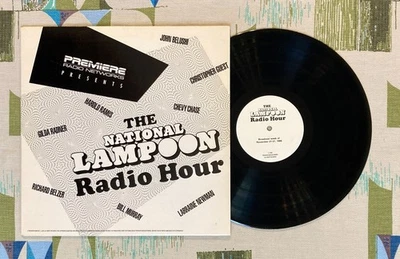 PREMIERE
RADIO NETWORKS
PRESENTS
JOHN BELUSHI
CHRISTOPHER GUEST
CHEVY CHASE
HAROLD RAMIS
GILDA RADNER
THE
NATIONAL
LAMPOON
Radio Hour
RICHARD BELZER
BILL MURRAY
LARRAINE NEWMAN
THE
NATIONAL
LAMPOON
Radio Hour